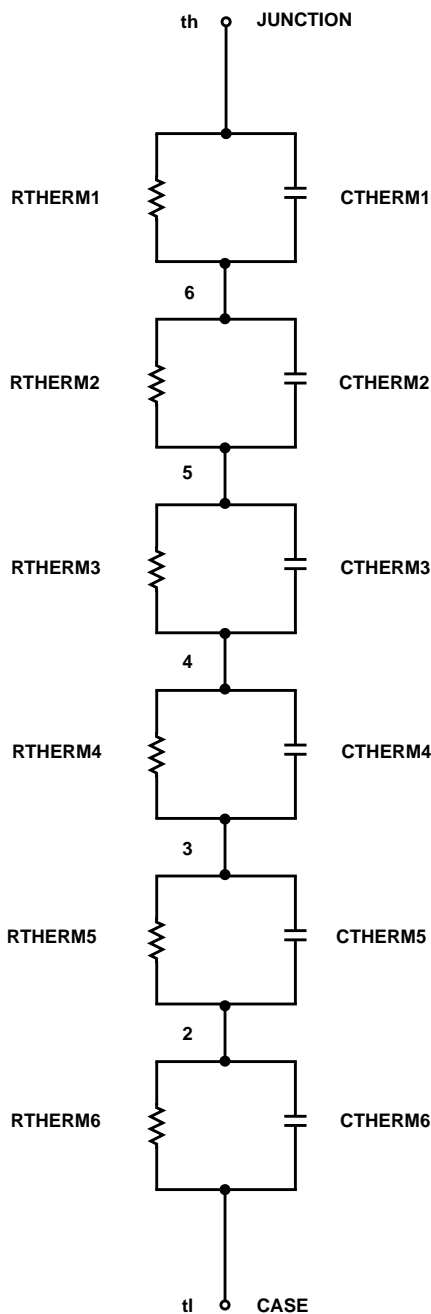 th JUNCTION
RTHERM1 CTHERM1
6
RTHERM2 CTHERM2
5
RTHERM3 CTHERM3
4
RTHERM4 CTHERM4
3
RTHERM5 CTHERM5
2
RTHERM6 CTHERM6
tl CASE